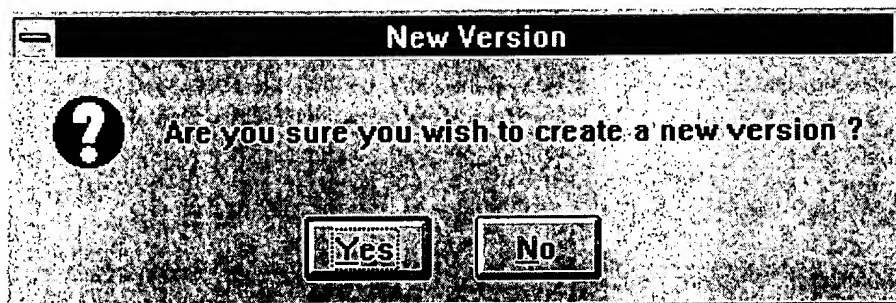 New Version
Are you sure you wish to create a new version ?
Yes
No